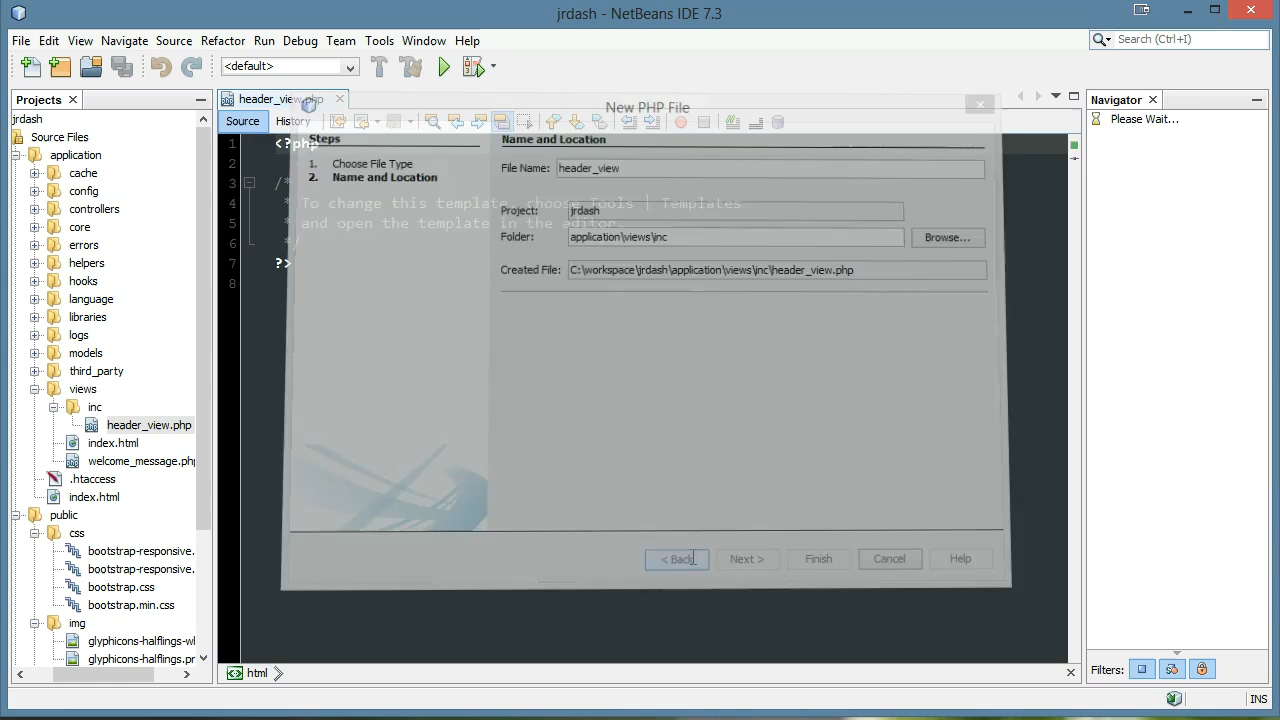 jrdash - NetBeans IDE 7.3
File Edit View Navigate Source Refactor Run Debug Team Tools Window Help
Search (Ctrl+I)
<default>
Projects
header_view.php
Navigator
jrdash
Source History
Please Wait...
Source Files
application
cache
config
controllers
core
errors
helpers
hooks
language
libraries
logs
models
third_party
views
inc
header_view.php
index.html
welcome_message.php
.htaccess
index.html
public
css
bootstrap-responsive.
bootstrap-responsive.
bootstrap.css
bootstrap.min.css
img
glyphicons-halflings-wl
glyphicons-halflings.pr
1 <?php
2
3 /*
4 * To change this template, choose Tools | Templates
5 * and open the template in the editor.
6 */
7 ?>
8
New PHP File
Steps
1. Choose File Type
2. Name and Location
Name and Location
File Name: header_view
Project: jrdash
Folder: application\views\inc
Browse...
Created File: C:\workspace\jrdash\application\views\inc\header_view.php
< Back Next > Finish Cancel Help
html
Filters:
INS